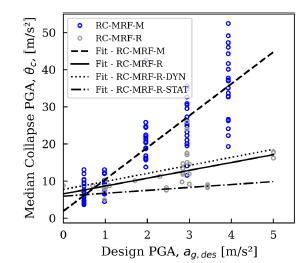 Median Collapse PGA, θ̂c, [m/s²]
50
40
30
20
10
0
RC-MRF-M
RC-MRF-R
Fit - RC-MRF-M
Fit - RC-MRF-R
Fit - RC-MRF-R-DYN
Fit - RC-MRF-R-STAT
0 1 2 3 4 5
Design PGA, ag,des [m/s²]